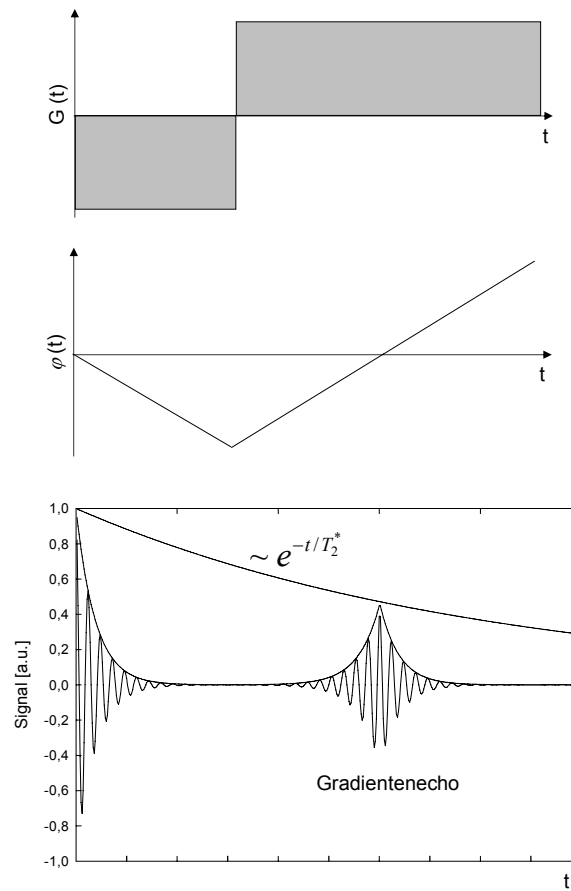 G (t)
t
φ (t)
t
1,0
0,8
0,6
0,4
0,2
0,0
-0,2
-0,4
-0,6
-0,8
-1,0
Signal [a.u.]
~ e^{-t/T_2^*}
Gradientenecho
t